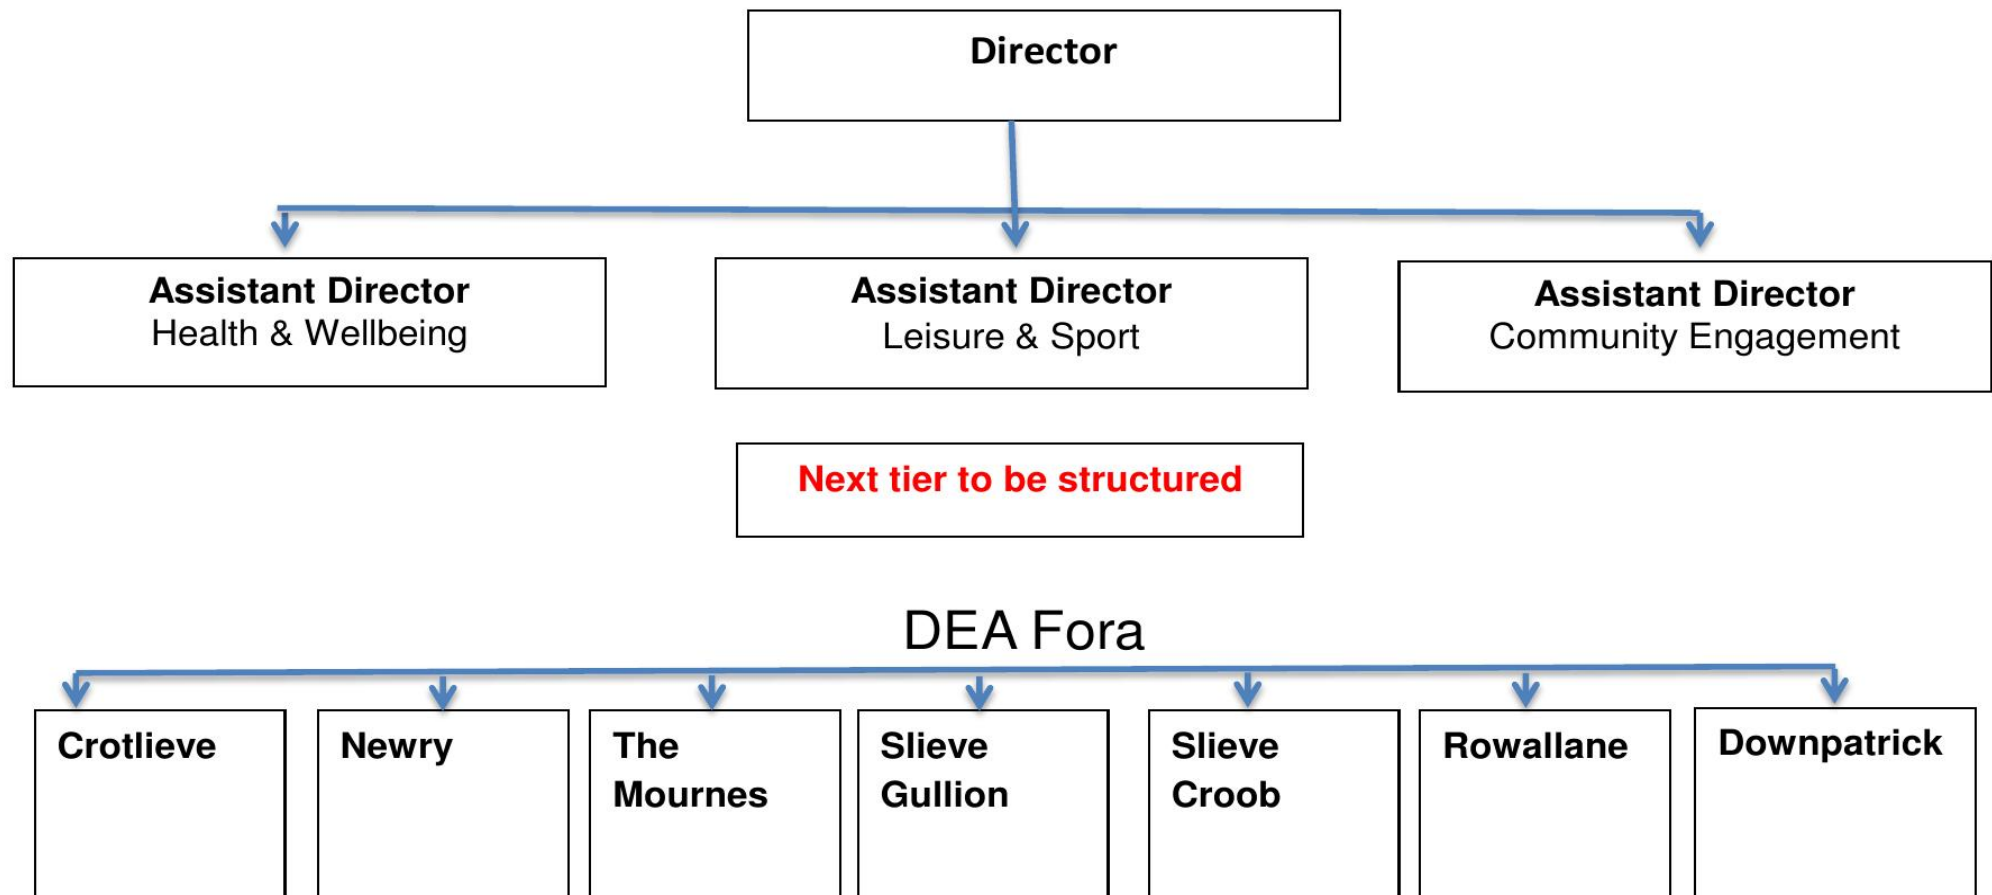 Director
Assistant Director
Health & Wellbeing
Assistant Director
Leisure & Sport
Assistant Director
Community Engagement
Next tier to be structured
DEA Fora
Crotlieve
Newry
The
Mournes
Slieve
Gullion
Slieve
Croob
Rowallane
Downpatrick